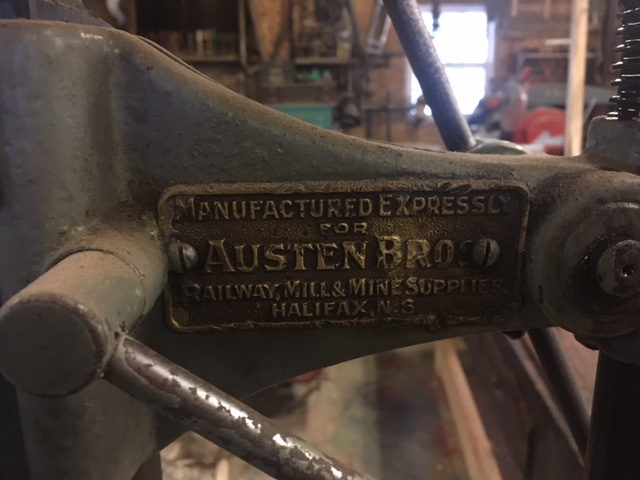 MANUFACTURED EXPRESSLY
FOR
AUSTEN BROS
RAILWAY, MILL & MINE SUPPLIES
HALIFAX, N.S